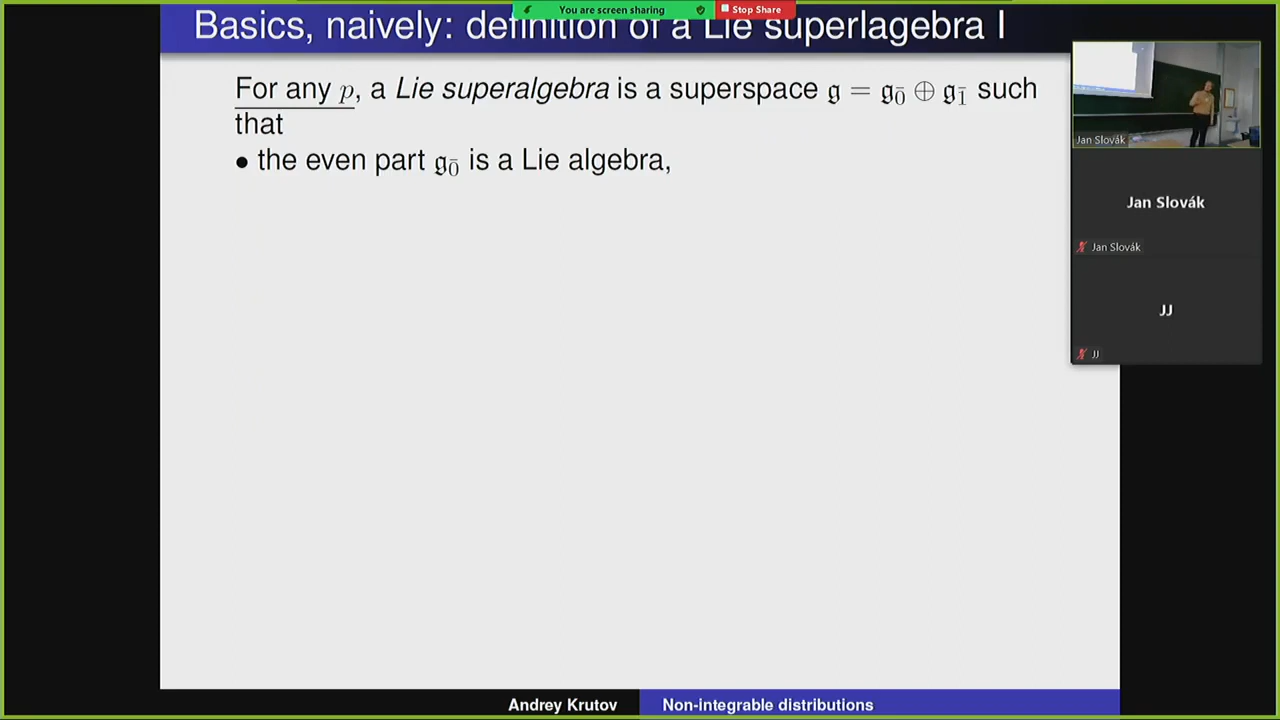 You are screen sharing
Stop Share
Basics, naively: definition of a Lie superlagebra I
For any p, a Lie superalgebra is a superspace 𝔤 = 𝔤_0̄ ⊕ 𝔤_1̄ such
that
• the even part 𝔤_0̄ is a Lie algebra,
Jan Slovák
Jan Slovák
Jan Slovák
JJ
JJ
Andrey Krutov
Non-integrable distributions